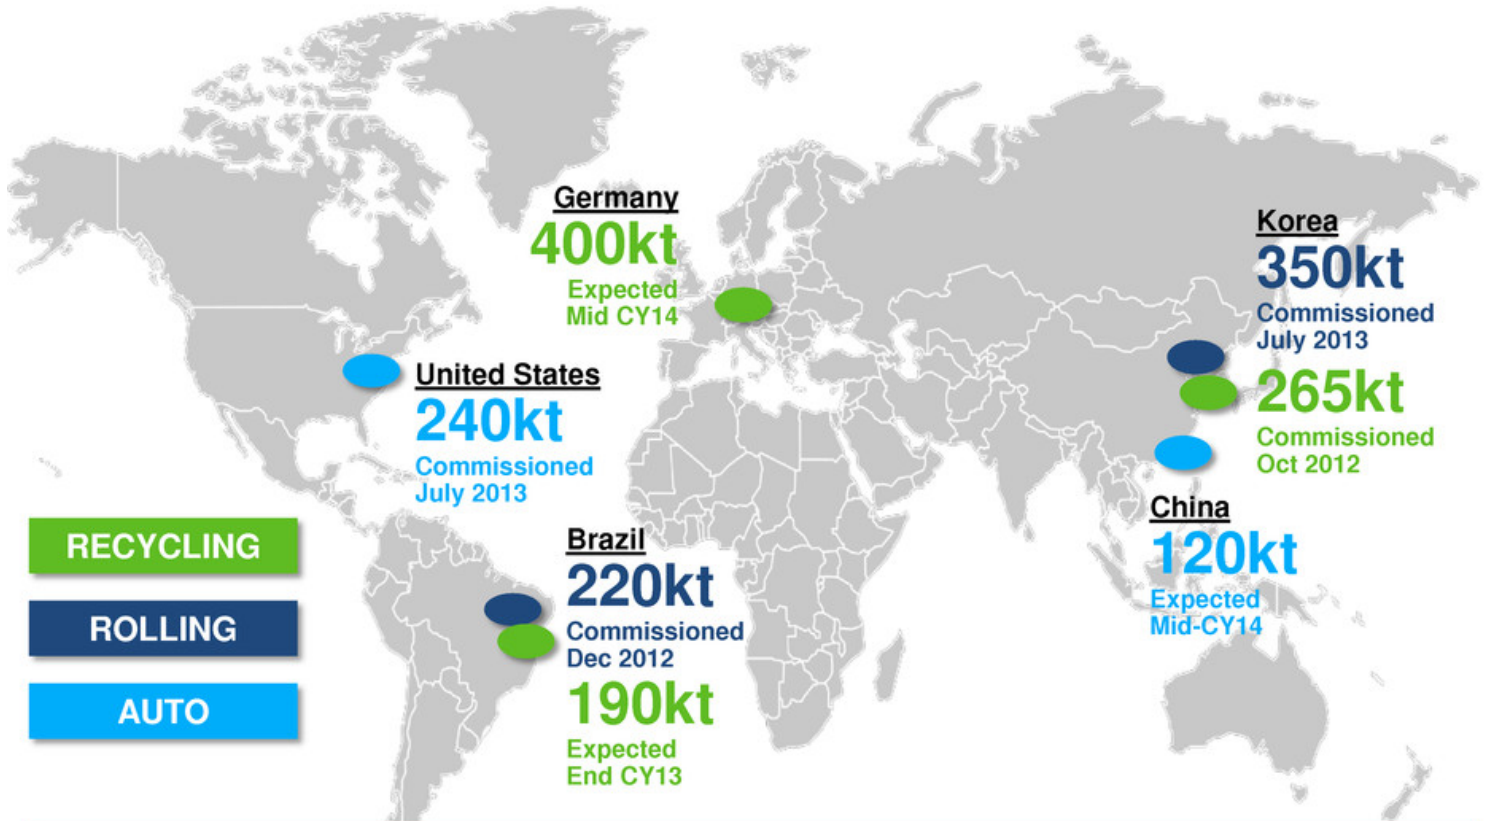 Germany
400kt
Expected
Mid CY14
Korea
350kt
Commissioned
July 2013
265kt
Commissioned
Oct 2012
United States
240kt
Commissioned
July 2013
China
120kt
Expected
Mid-CY14
Brazil
220kt
Commissioned
Dec 2012
190kt
Expected
End CY13
RECYCLING
ROLLING
AUTO